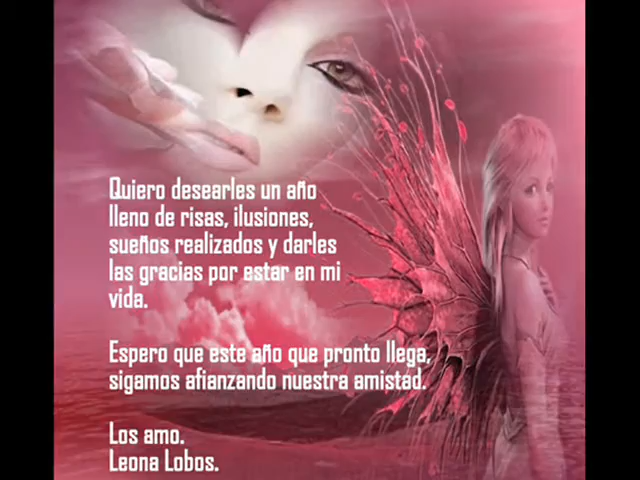 Quiero desearles un año
lleno de risas, ilusiones,
sueños realizados y darles
las gracias por estar en mi
vida.
Espero que este año que pronto llega,
sigamos afianzando nuestra amistad.
Los amo.
Leona Lobos.